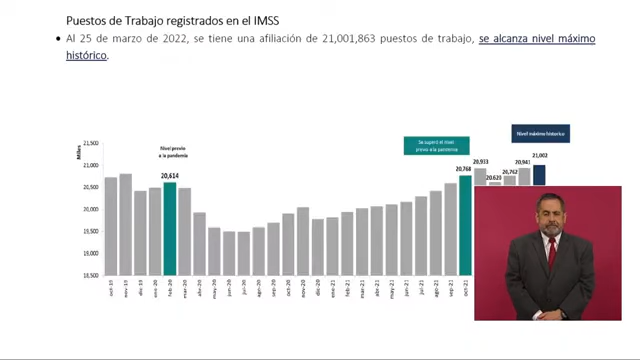 Puestos de Trabajo registrados en el IMSS
• Al 25 de marzo de 2022, se tiene una afiliación de 21,001,863 puestos de trabajo, se alcanza nivel máximo
histórico.
Nivel previo
a la pandemia
Se superó el nivel
previo a la pandemia
Nivel máximo historico
Miles
21,500
21,000
20,500
20,000
19,500
19,000
18,500
20,614
20,768
20,933
20,620
20,762
20,941
21,002
oct-19
nov-19
dic-19
ene-20
feb-20
mar-20
abr-20
may-20
jun-20
jul-20
ago-20
sep-20
oct-20
nov-20
dic-20
ene-21
feb-21
mar-21
abr-21
may-21
jun-21
jul-21
ago-21
sep-21
oct-21